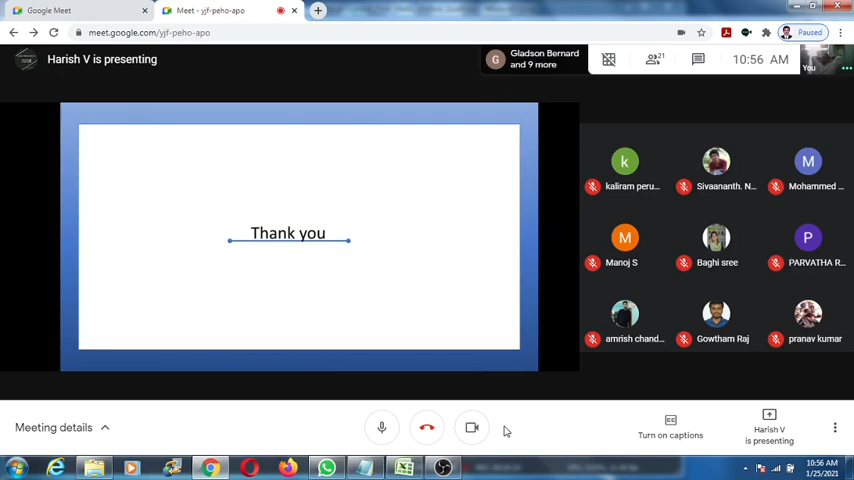 Google Meet
Meet - yjf-peho-apo
meet.google.com/yjf-peho-apo
Paused
Harish V is presenting
G
Gladson Bernard
and 9 more
21
10:56 AM
You
Thank you
k
kaliram peru...
Sivaananth. N...
M
Mohammed ...
M
Manoj S
Baghi sree
P
PARVATHA R...
amrish chand...
Gowtham Raj
pranav kumar
Meeting details
Turn on captions
Harish V
is presenting
10:56 AM
1/25/2021